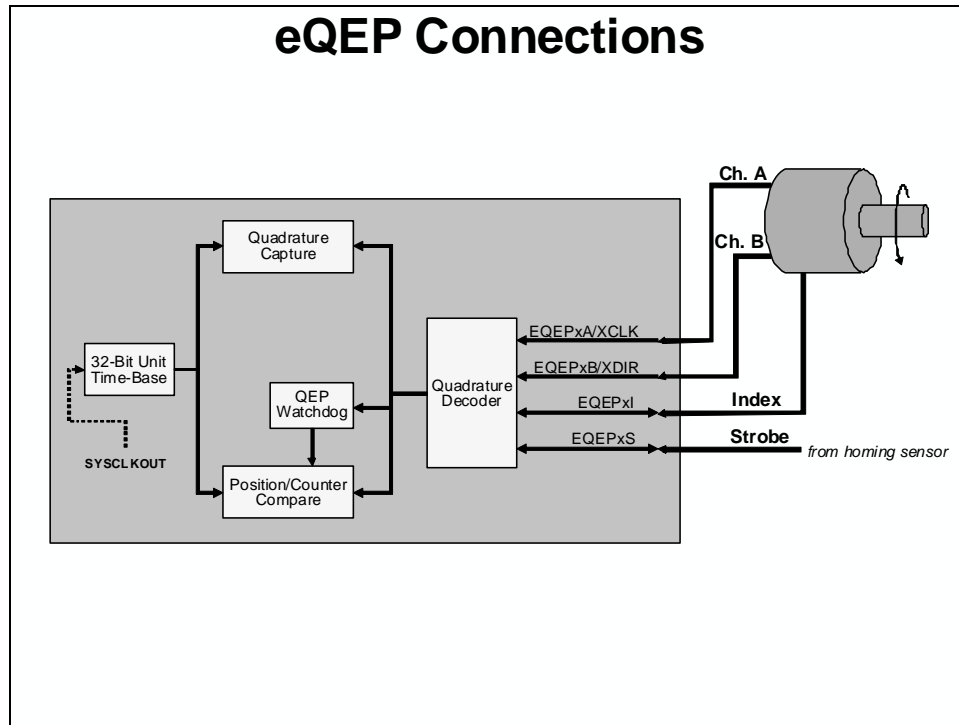 eQEP Connections
Ch. A
Quadrature
Capture
Ch. B
EQEPxA/XCLK
32-Bit Unit
Time-Base
EQEPxB/XDIR
Quadrature
Decoder
QEP
Watchdog
EQEPxI
Index
EQEPxS
Strobe
from homing sensor
SYSCLKOUT
Position/Counter
Compare